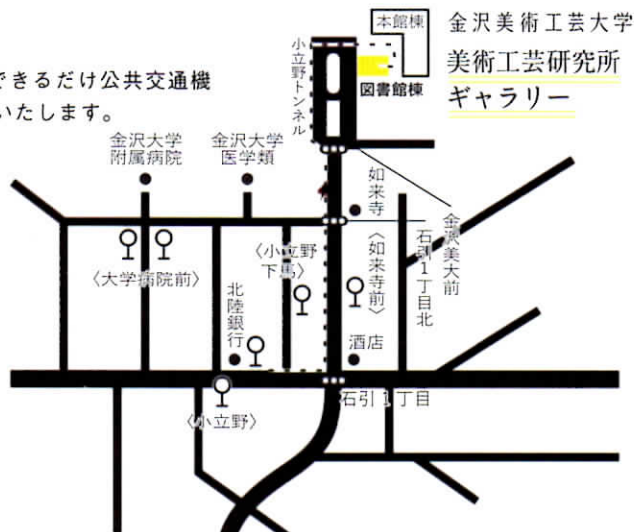 本館棟
金沢美術工芸大学
美術工芸研究所
ギャラリー
図書館棟
小立野トンネル
できるだけ公共交通機
いたします。
金沢大学
附属病院
金沢大学
医学類
如来寺
金沢美大前
石引1丁目北
〈如来寺前〉
〈小立野
下馬〉
〈大学病院前〉
北陸銀行
酒店
石引1丁目
〈小立野〉